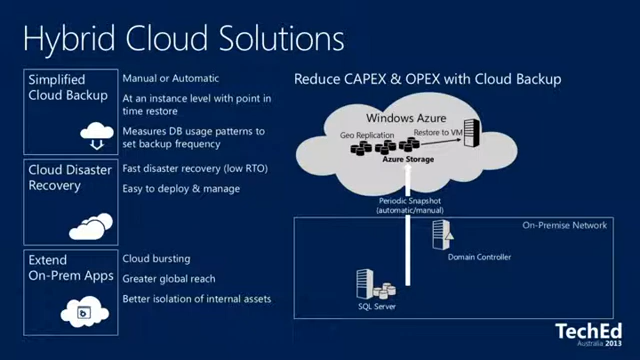 Hybrid Cloud Solutions
Simplified
Cloud Backup
Manual or Automatic
At an instance level with point in
time restore
Measures DB usage patterns to
set backup frequency
Cloud Disaster
Recovery
Fast disaster recovery (low RTO)
Easy to deploy & manage
Extend
On-Prem Apps
Cloud bursting
Greater global reach
Better isolation of internal assets
Reduce CAPEX & OPEX with Cloud Backup
Windows Azure
Geo Replication
Restore to VM
Azure Storage
Periodic Snapshot
(automatic/manual)
On-Premise Network
Domain Controller
SQL Server
TechEd
Australia 2013